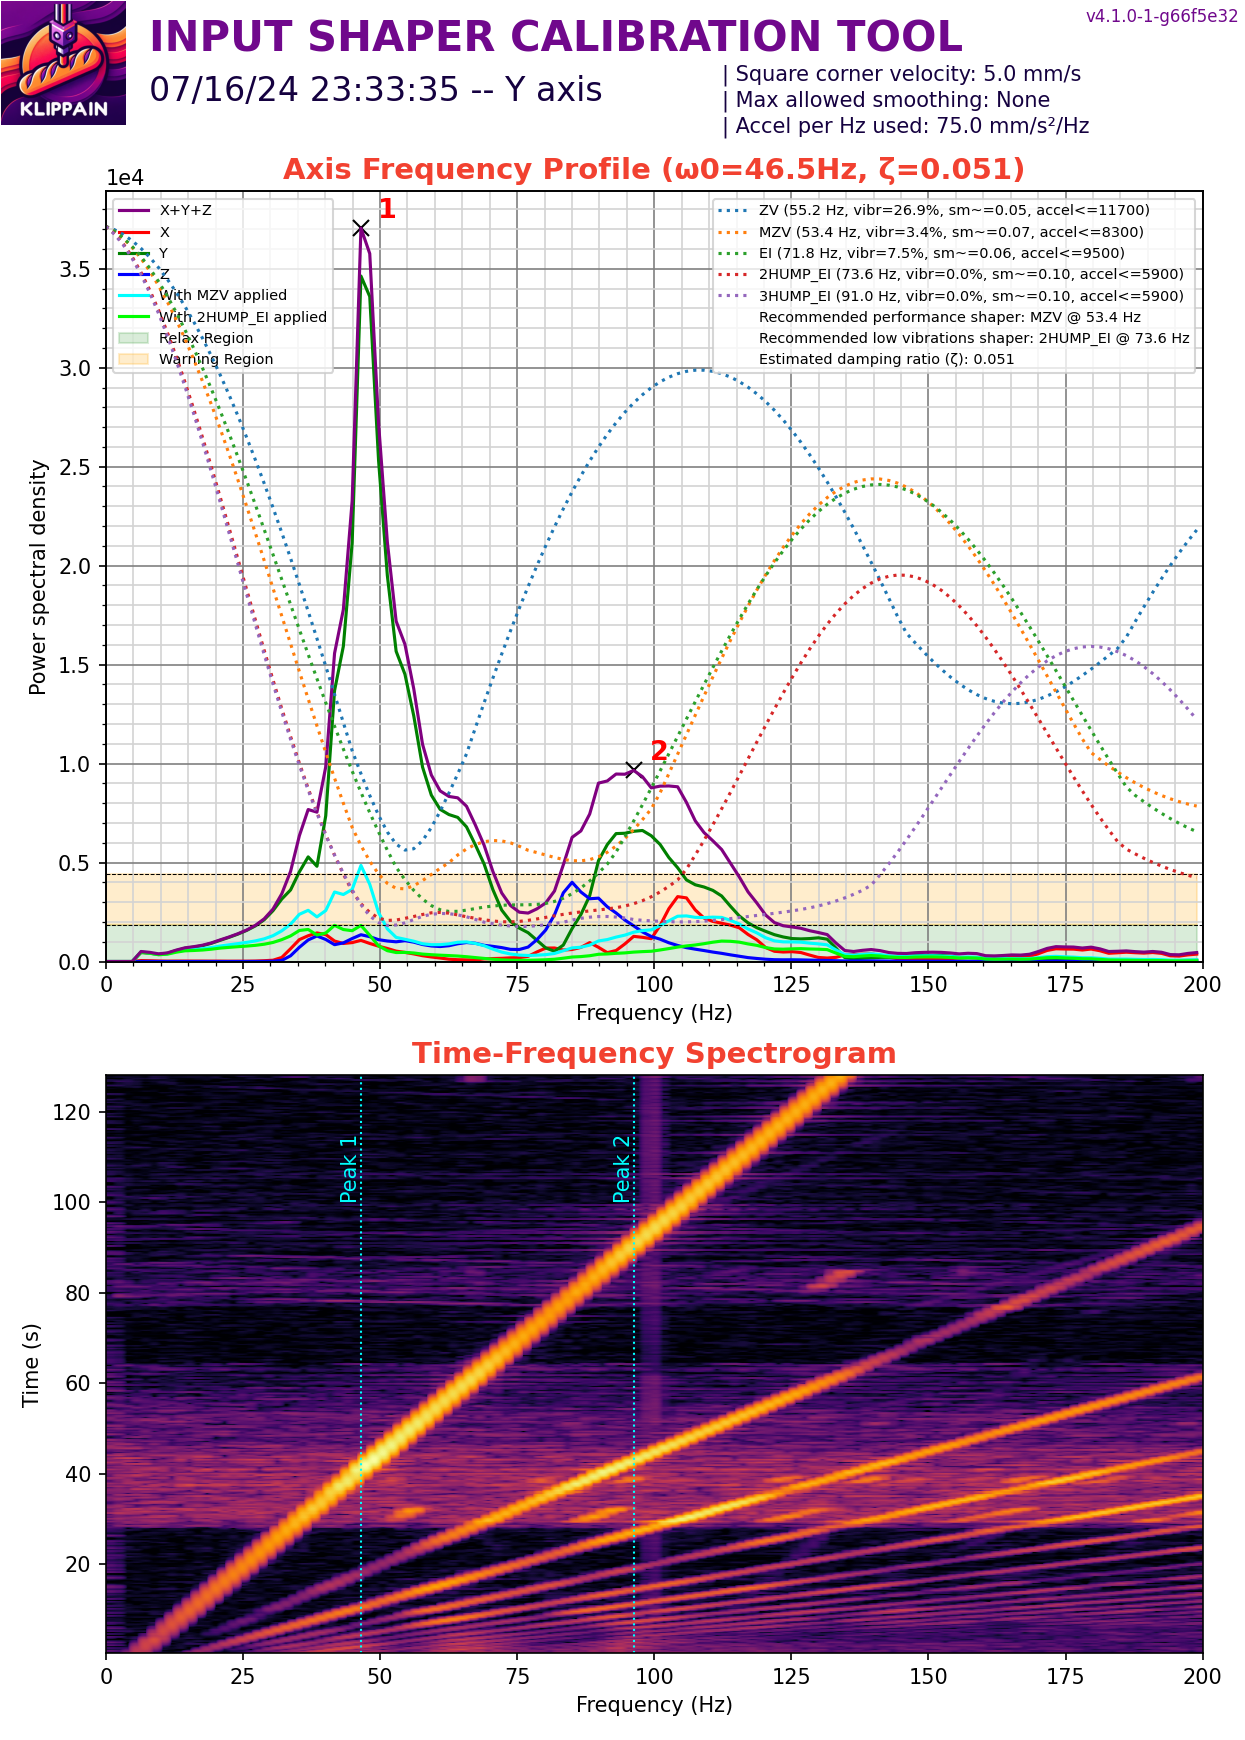 v4.1.0-1-g66f5e32
INPUT SHAPER CALIBRATION TOOL
07/16/24 23:33:35 -- Y axis
| Square corner velocity: 5.0 mm/s
| Max allowed smoothing: None
| Accel per Hz used: 75.0 mm/s²/Hz
KLIPPAIN
Axis Frequency Profile (ω0=46.5Hz, ζ=0.051)
1e4
X+Y+Z
X
Y
Z
With MZV applied
With 2HUMP_EI applied
Relax Region
Warning Region
1
ZV (55.2 Hz, vibr=26.9%, sm~=0.05, accel<=11700)
MZV (53.4 Hz, vibr=3.4%, sm~=0.07, accel<=8300)
EI (71.8 Hz, vibr=7.5%, sm~=0.06, accel<=9500)
2HUMP_EI (73.6 Hz, vibr=0.0%, sm~=0.10, accel<=5900)
3HUMP_EI (91.0 Hz, vibr=0.0%, sm~=0.10, accel<=5900)
Recommended performance shaper: MZV @ 53.4 Hz
Recommended low vibrations shaper: 2HUMP_EI @ 73.6 Hz
Estimated damping ratio (ζ): 0.051
2
Power spectral density
3.5
3.0
2.5
2.0
1.5
1.0
0.5
0.0
0 25 50 75 100 125 150 175 200
Frequency (Hz)
Time-Frequency Spectrogram
Time (s)
120
100
80
60
40
20
Peak 1
Peak 2
0 25 50 75 100 125 150 175 200
Frequency (Hz)